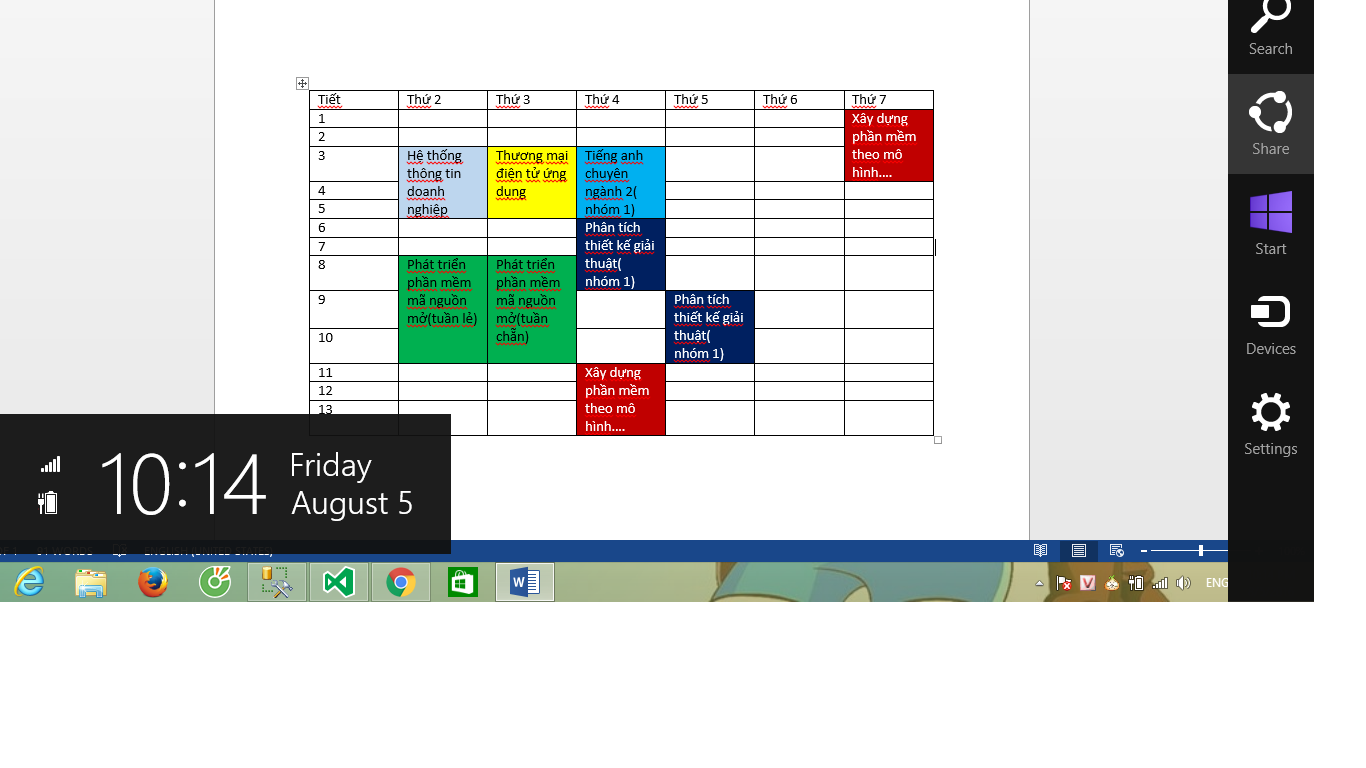 Search
Share
Start
Devices
Settings
Tiết Thứ 2 Thứ 3 Thứ 4 Thứ 5 Thứ 6 Thứ 7
1 Xây dựng
2 phần mềm
3 Hệ thống Thương mại Tiếng anh theo mô
thông tin điện tử ứng chuyên hình....
4 doanh dụng ngành 2(
5 nghiệp nhóm 1)
6 Phân tích
7 thiết kế giải
8 Phát triển Phát triển thuật(
phần mềm phần mềm nhóm 1)
9 mã nguồn mã nguồn Phân tích
mở(tuần lẻ) mở(tuần thiết kế giải
10 chẵn) thuật(
nhóm 1)
11 Xây dựng
12 phần mềm
13 theo mô
hình....
10:14
Friday
August 5
ENGLISH (UNITED STATES)
ENG